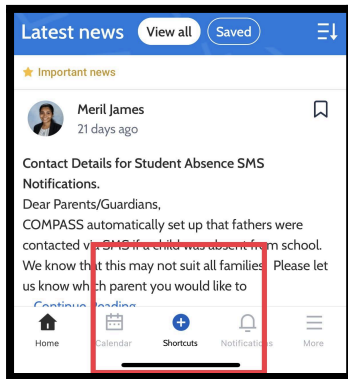 Latest news View all Saved
Important news
Meril James
21 days ago
Contact Details for Student Absence SMS
Notifications.
Dear Parents/Guardians,
COMPASS automatically set up that fathers were
contacted via SMS if a child was absent from school.
We know that this may not suit all families. Please let
us know which parent you would like to
...Continue Reading
Home Calendar Shortcuts Notifications More